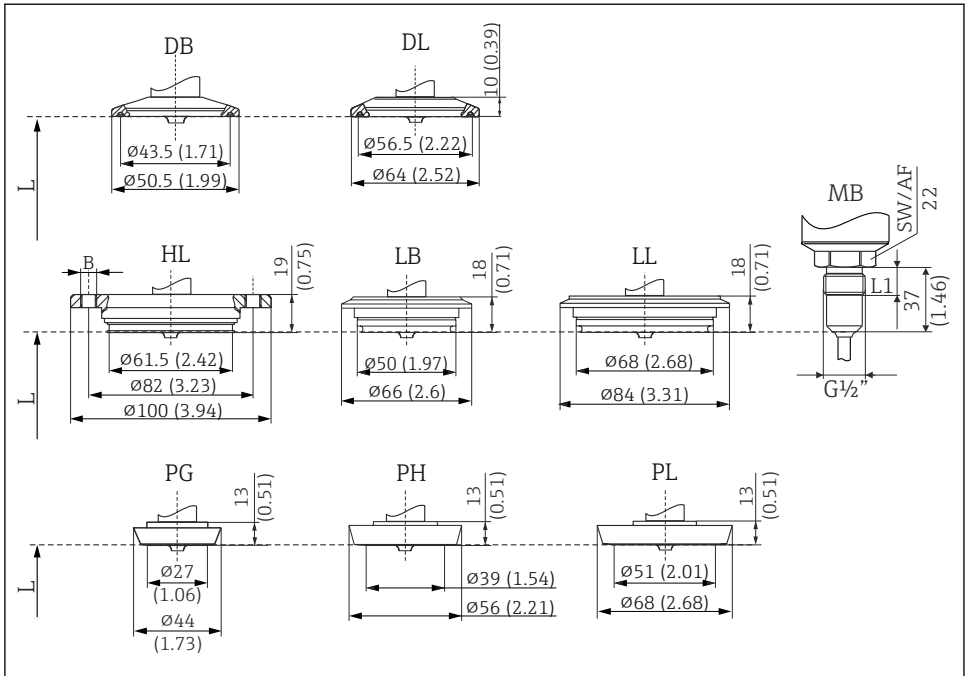 DB
DL
10 (0.39)
Ø43.5 (1.71)
Ø50.5 (1.99)
Ø56.5 (2.22)
Ø64 (2.52)
L
MB
SW/AF
22
L1
37
(1.46)
G½"
HL
B
19
(0.75)
Ø61.5 (2.42)
Ø82 (3.23)
Ø100 (3.94)
LB
18
(0.71)
Ø50 (1.97)
Ø66 (2.6)
LL
18
(0.71)
Ø68 (2.68)
Ø84 (3.31)
L
PG
13
(0.51)
Ø27
(1.06)
Ø44
(1.73)
PH
13
(0.51)
Ø39 (1.54)
Ø56 (2.21)
PL
13
(0.51)
Ø51 (2.01)
Ø68 (2.68)
L